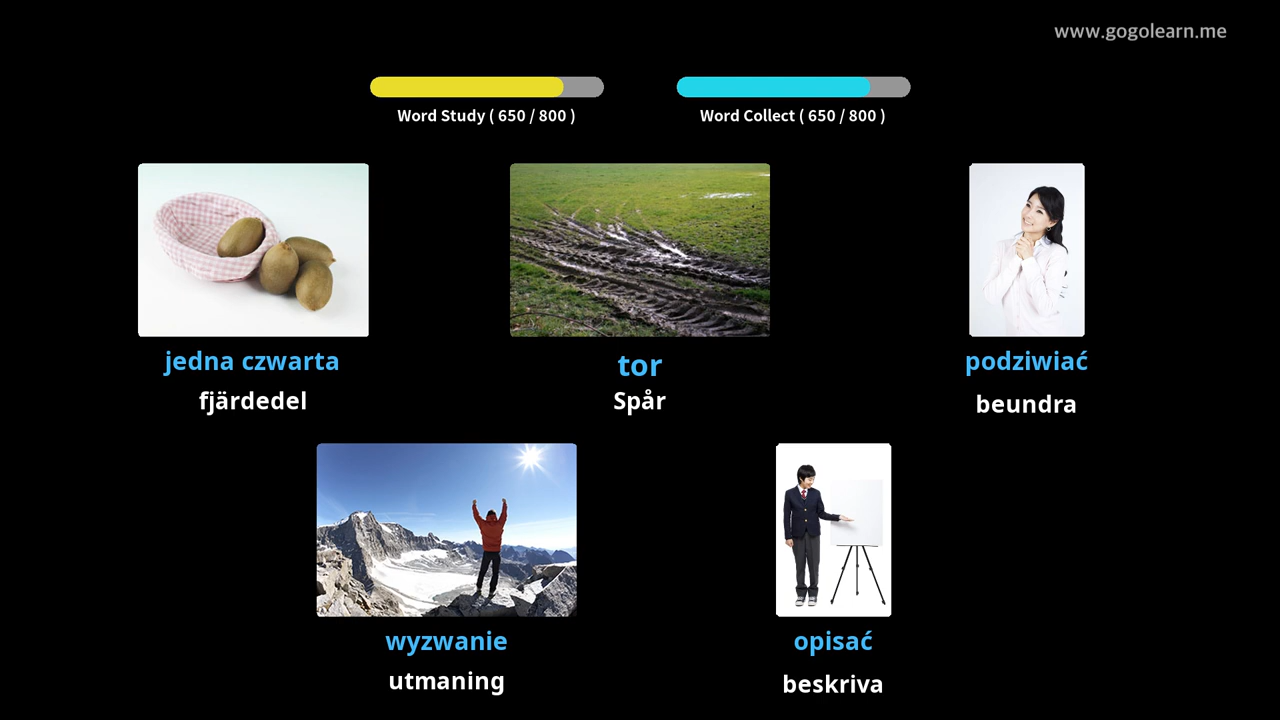 www.gogolearn.me
Word Study ( 650 / 800 )
Word Collect ( 650 / 800 )
jedna czwarta
fjärdedel
tor
Spår
podziwiać
beundra
wyzwanie
utmaning
opisać
beskriva